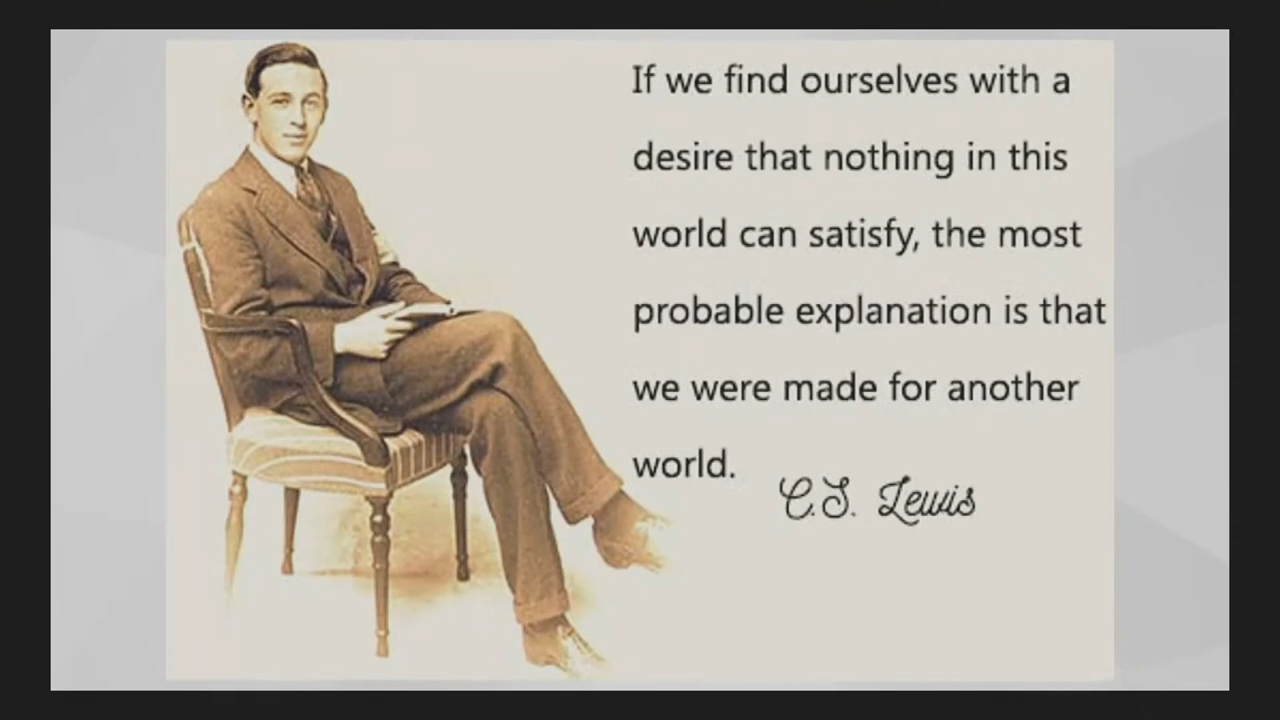 If we find ourselves with a
desire that nothing in this
world can satisfy, the most
probable explanation is that
we were made for another
world.
C.S. Lewis